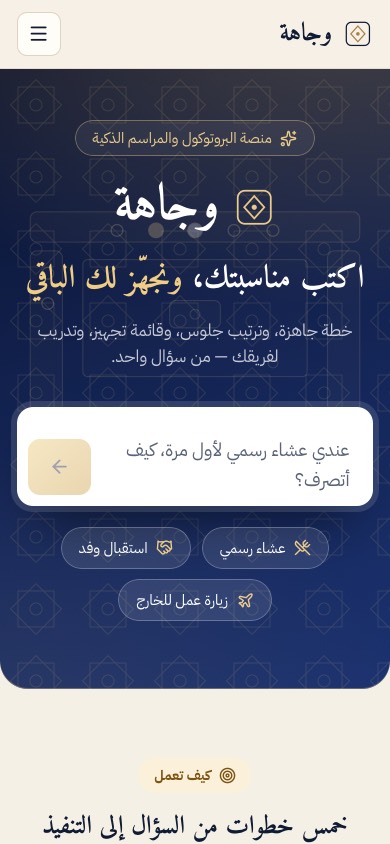 وجاهة
منصة البروتوكول والمراسم الذكية
وجاهة
اكتب مناسبتك، ونجهّز لك الباقي
خطة جاهزة، وترتيب جلوس، وقائمة تجهيز، وتدريب
لفريقك — من سؤال واحد.
عندي عشاء رسمي لأول مرة، كيف
أتصرف؟
عشاء رسمي
استقبال وفد
زيارة عمل للخارج
كيف تعمل
خمس خطوات من السؤال إلى التنفيذ